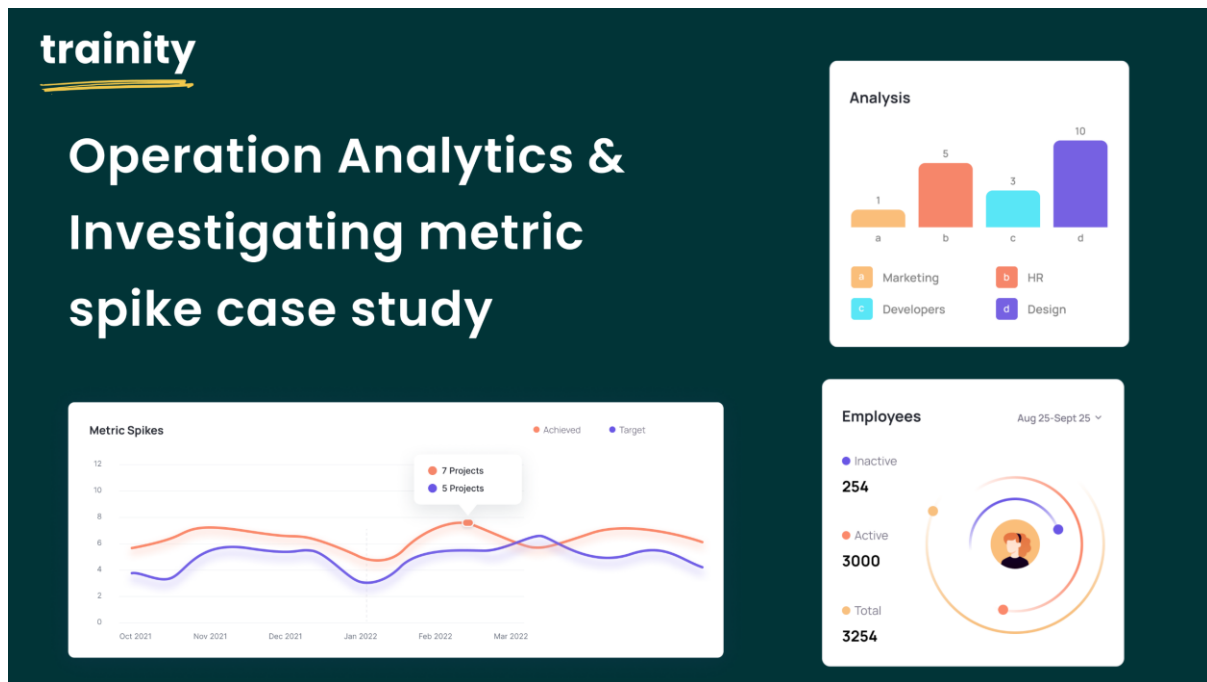 trainity
Operation Analytics &
Investigating metric
spike case study
Analysis
10
5
3
1
a b c d
a Marketing b HR
c Developers d Design
Metric Spikes
Achieved Target
12
10
8
6
4
2
0
7 Projects
5 Projects
Oct 2021 Nov 2021 Dec 2021 Jan 2022 Feb 2022 Mar 2022
Employees Aug 25-Sept 25
Inactive
254
Active
3000
Total
3254